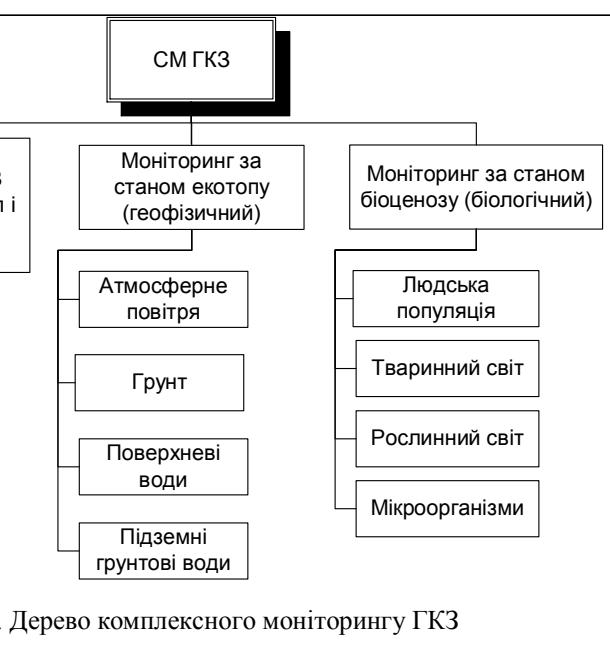 СМ ГКЗ
Моніторинг за
станом екотопу
(геофізичний)
Моніторинг за станом
біоценозу (біологічний)
Атмосферне
повітря
Грунт
Поверхневі
води
Підземні
грунтові води
Людська
популяція
Тваринний світ
Рослинний світ
Мікроорганізми
. Дерево комплексного моніторингу ГКЗ